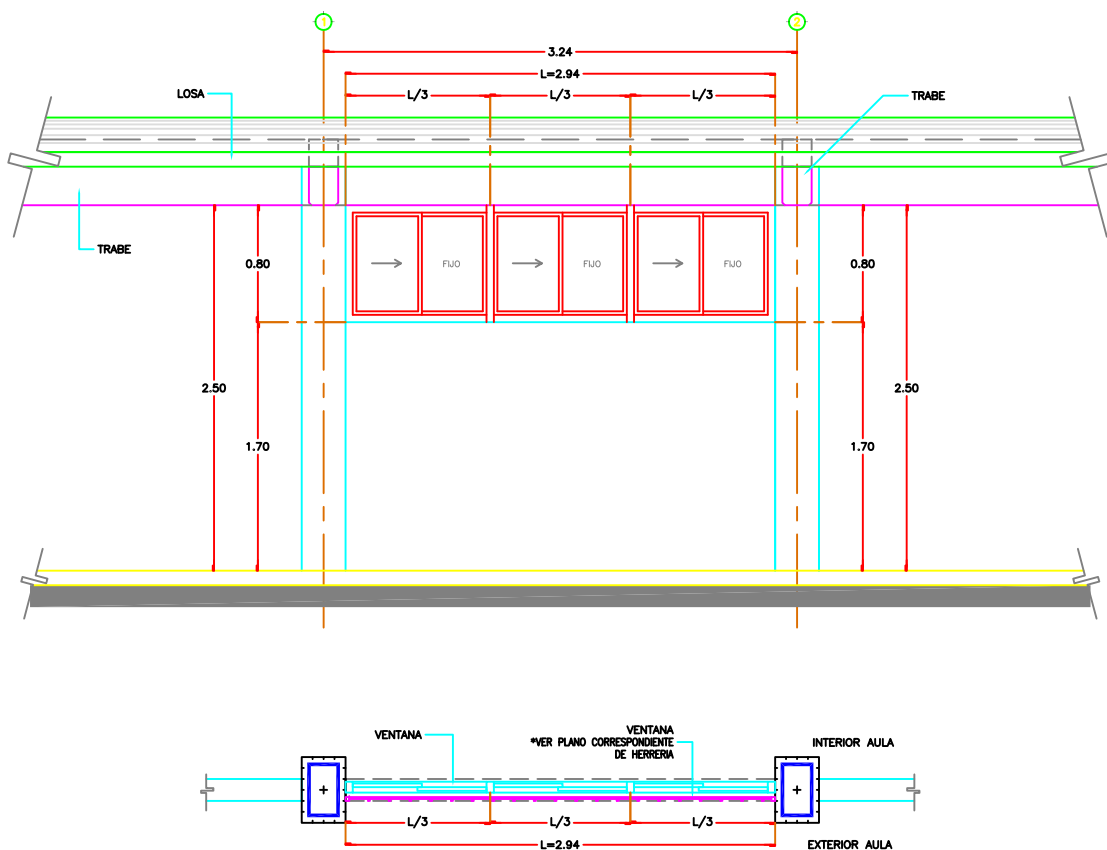 1
2
3.24
L=2.94
L/3
L/3
L/3
LOSA
TRABE
TRABE
0.80
FIJO
FIJO
FIJO
0.80
2.50
2.50
1.70
1.70
VENTANA
VENTANA
*VER PLANO CORRESPONDIENTE
DE HERRERIA
INTERIOR AULA
L/3
L/3
L/3
L=2.94
EXTERIOR AULA